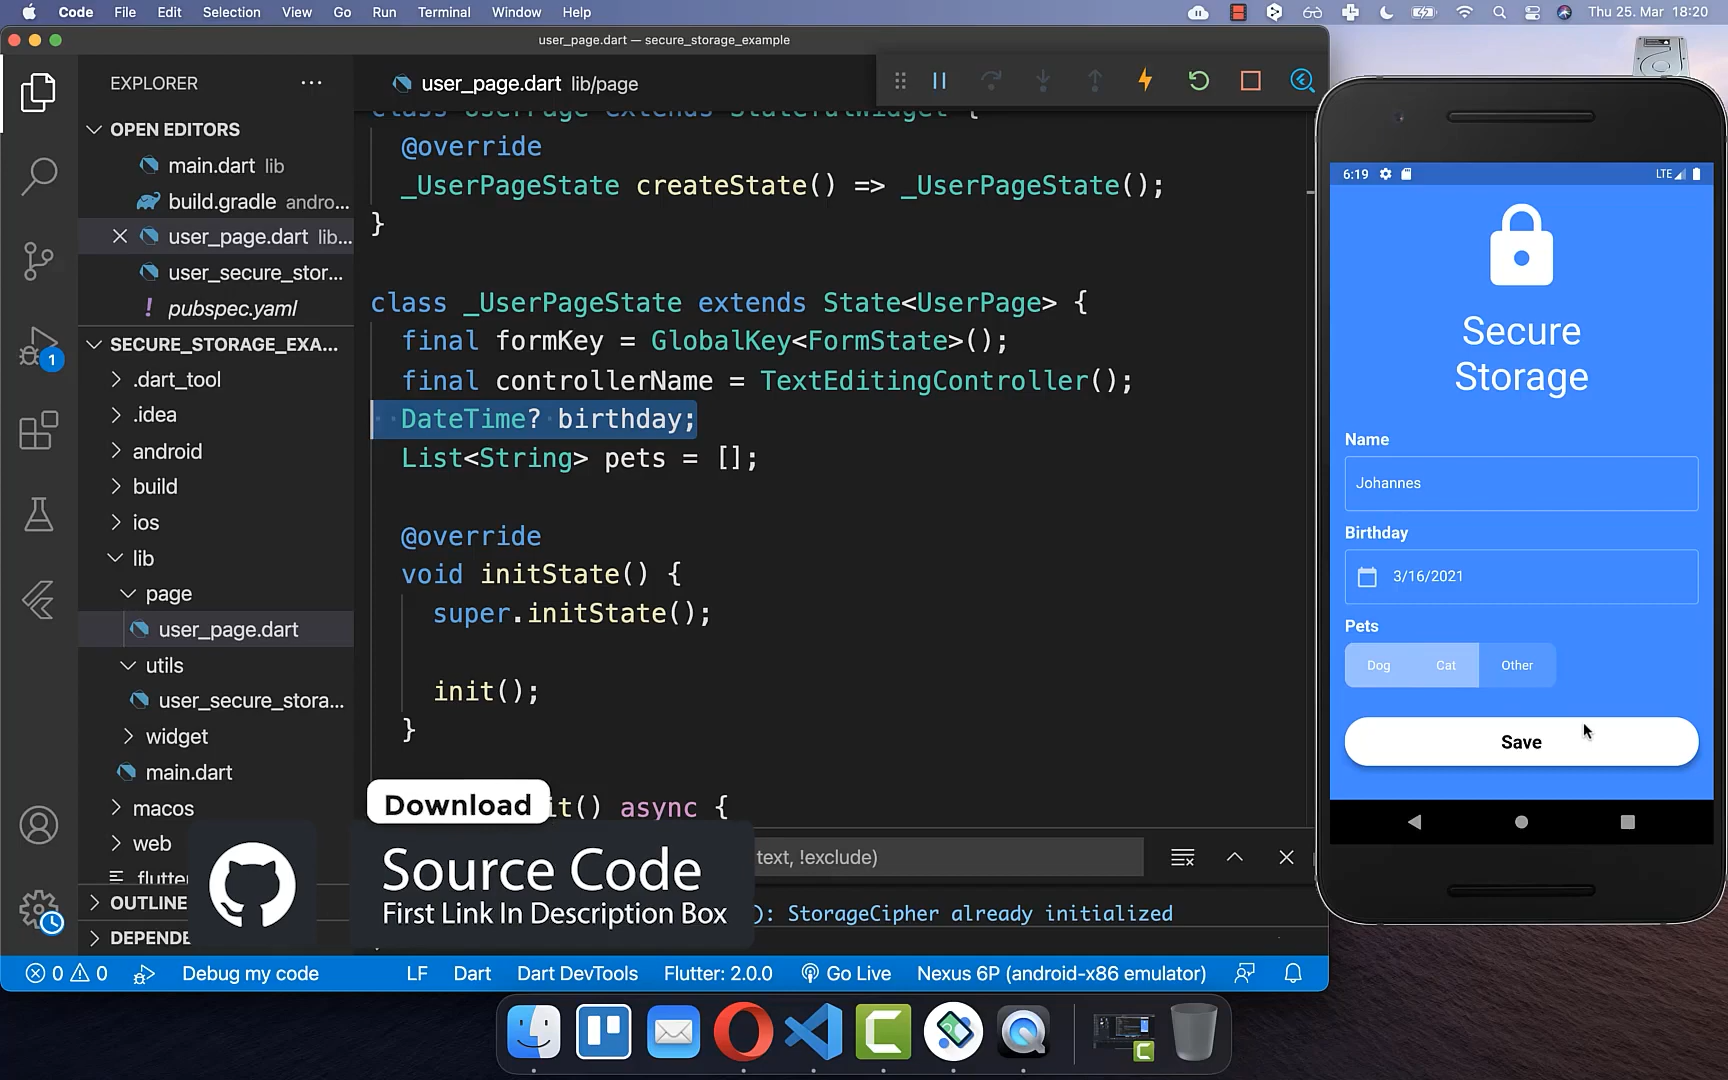 Code File Edit Selection View Go Run Terminal Window Help
Thu 25. Mar 18:20
user_page.dart — secure_storage_example
EXPLORER
OPEN EDITORS
main.dart lib
build.gradle andro...
user_page.dart lib...
user_secure_stor...
! pubspec.yaml
SECURE_STORAGE_EXA...
.dart_tool
.idea
android
build
ios
lib
page
user_page.dart
utils
user_secure_stora...
widget
main.dart
macos
web
OUTLINE
user_page.dart lib/page
class UserPage extends StatefulWidget {
@override
_UserPageState createState() => _UserPageState();
}
class _UserPageState extends State<UserPage> {
final formKey = GlobalKey<FormState>();
final controllerName = TextEditingController();
DateTime? birthday;
List<String> pets = [];
@override
void initState() {
super.initState();
init();
}
it() async {
text, !exclude)
): StorageCipher already initialized
Download
Source Code
First Link In Description Box
1
0 0 Debug my code LF Dart Dart DevTools Flutter: 2.0.0 Go Live Nexus 6P (android-x86 emulator)
6:19
LTE
Secure
Storage
Name
Johannes
Birthday
3/16/2021
Pets
Dog Cat Other
Save